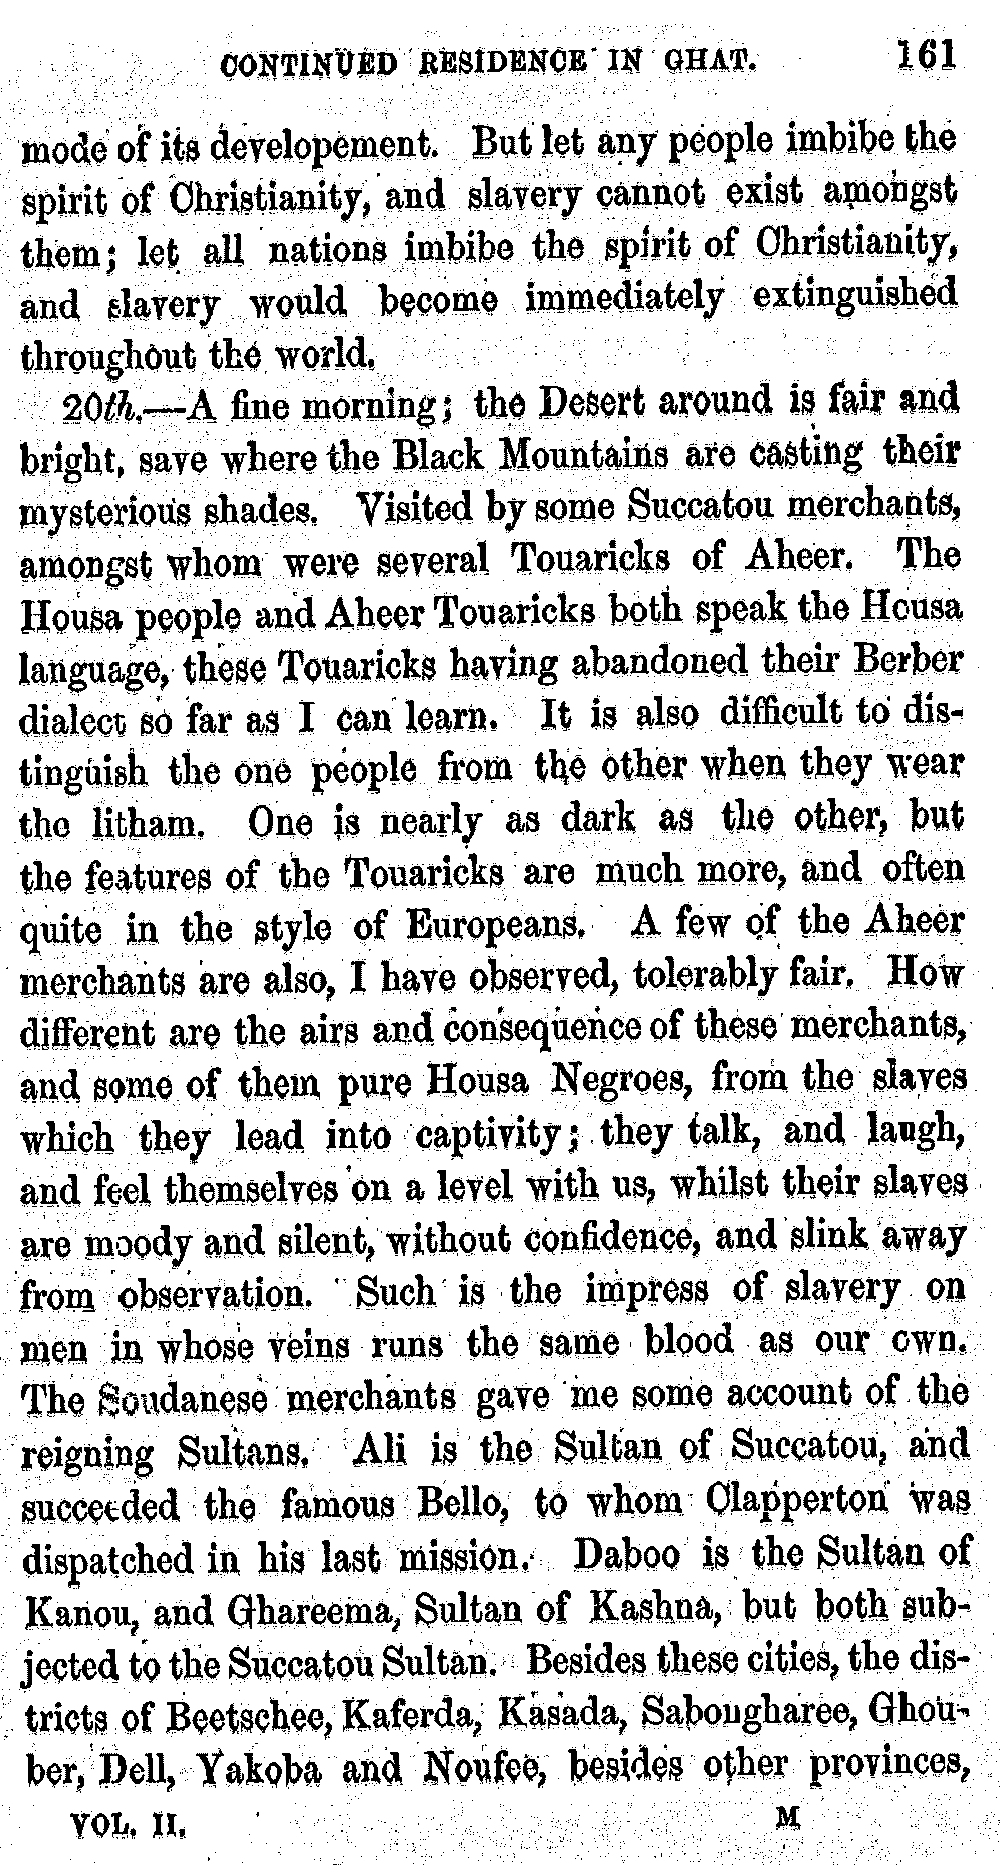 CONTINUED RESIDENCE IN GHAT. 161
mode of its developement. But let any people imbibe the
spirit of Christianity, and slavery cannot exist amongst
them; let all nations imbibe the spirit of Christianity,
and slavery would become immediately extinguished
throughout the world.
20th.—A fine morning; the Desert around is fair and
bright, save where the Black Mountains are casting their
mysterious shades. Visited by some Succatou merchants,
amongst whom were several Touaricks of Aheer. The
Housa people and Aheer Touaricks both speak the Housa
language, these Touaricks having abandoned their Berber
dialect so far as I can learn. It is also difficult to dis-
tinguish the one people from the other when they wear
the litham. One is nearly as dark as the other, but
the features of the Touaricks are much more, and often
quite in the style of Europeans. A few of the Aheer
merchants are also, I have observed, tolerably fair. How
different are the airs and consequence of these merchants,
and some of them pure Housa Negroes, from the slaves
which they lead into captivity; they talk, and laugh,
and feel themselves on a level with us, whilst their slaves
are moody and silent, without confidence, and slink away
from observation. Such is the impress of slavery on
men in whose veins runs the same blood as our own.
The Soudanese merchants gave me some account of the
reigning Sultans. Ali is the Sultan of Succatou, and
succeeded the famous Bello, to whom Clapperton was
dispatched in his last mission. Daboo is the Sultan of
Kanou, and Ghareema, Sultan of Kashna, but both sub-
jected to the Succatou Sultan. Besides these cities, the dis-
tricts of Beetschee, Kaferda, Kasada, Sabougharee, Ghou-
ber, Dell, Yakoba and Noufee, besides other provinces,
VOL. II. M